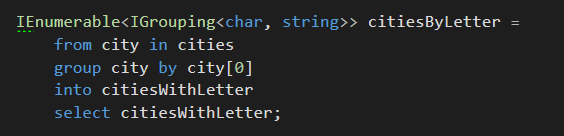 IEnumerable<IGrouping<char, string>> citiesByLetter =
    from city in cities
    group city by city[0]
    into citiesWithLetter
    select citiesWithLetter;